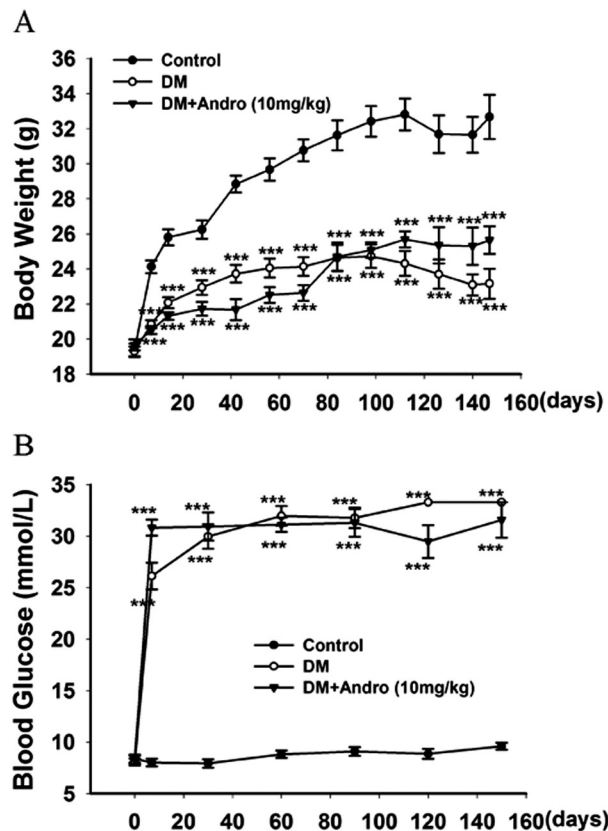 A
Control
DM
DM+Andro (10mg/kg)
Body Weight (g)
36
34
32
30
28
26
24
22
20
18
*** *** *** *** *** *** *** *** *** *** ***
*** *** *** *** *** *** *** *** *** *** ***
0 20 40 60 80 100 120 140 160(days)
B
Blood Glucose (mmol/L)
35
30
25
20
15
10
5
*** *** *** *** *** ***
*** *** *** *** *** ***
Control
DM
DM+Andro (10mg/kg)
0 20 40 60 80 100 120 140 160(days)